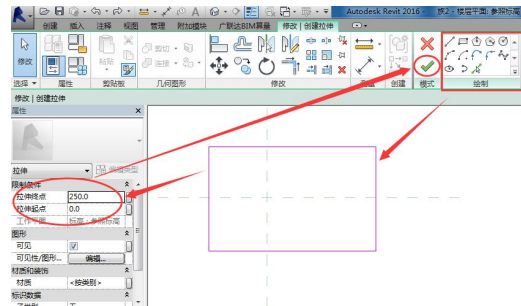 Autodesk Revit 2016 - 族2 - 楼层平面: 参照标高
创建 插入 注释 视图 管理 附加模块 广联达BIM算量 修改 | 创建拉伸
修改 粘贴 剪切 连接
选择 属性 剪贴板 几何图形 修改 测量 创建 模式 绘制
修改 | 创建拉伸
属性
拉伸 编辑类型
限制条件
拉伸终点 250.0
拉伸起点 0.0
工作平面 标高 : 参照标高
图形
可见
可见性/图形... 编辑...
材质和装饰
材质 <按类别>
标识数据